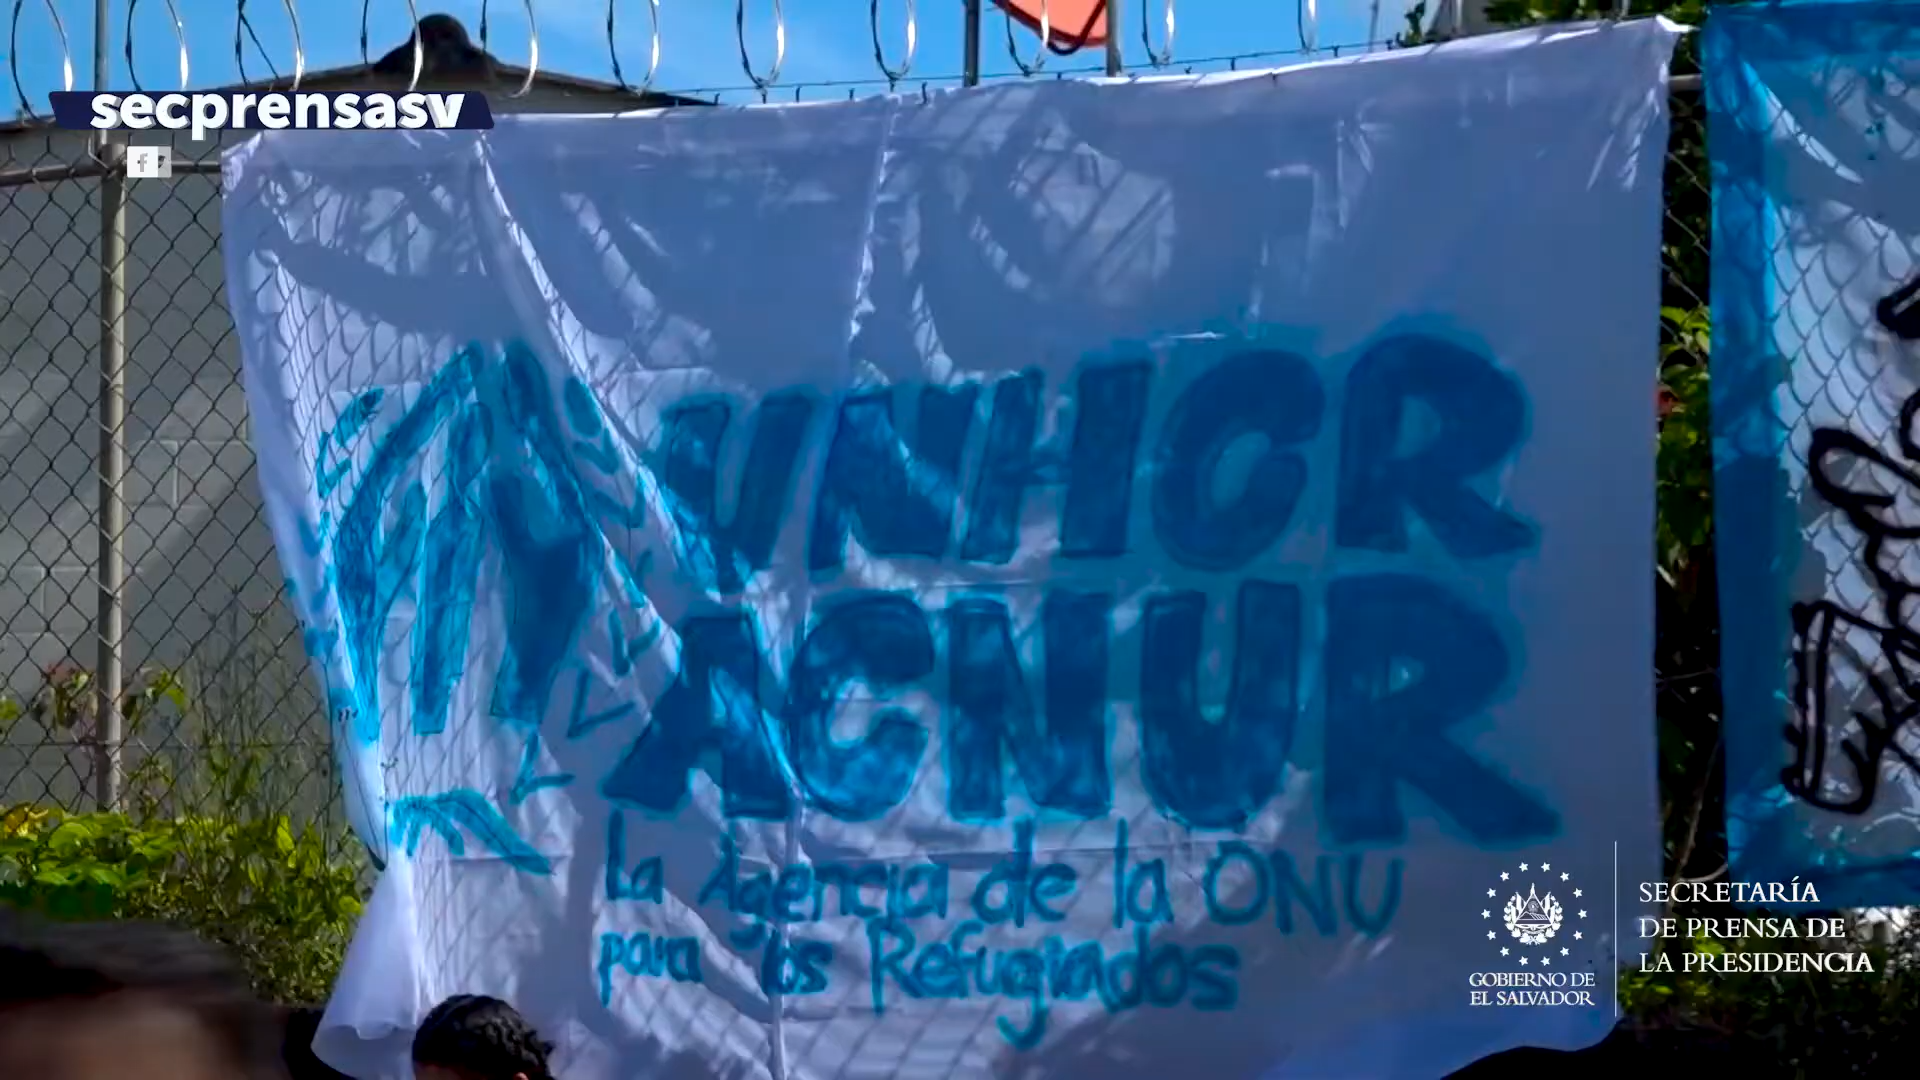 secprensasv
UNHCR
ACNUR
La Agencia de la ONU
para los Refugiados
GOBIERNO DE
EL SALVADOR
SECRETARÍA
DE PRENSA DE
LA PRESIDENCIA